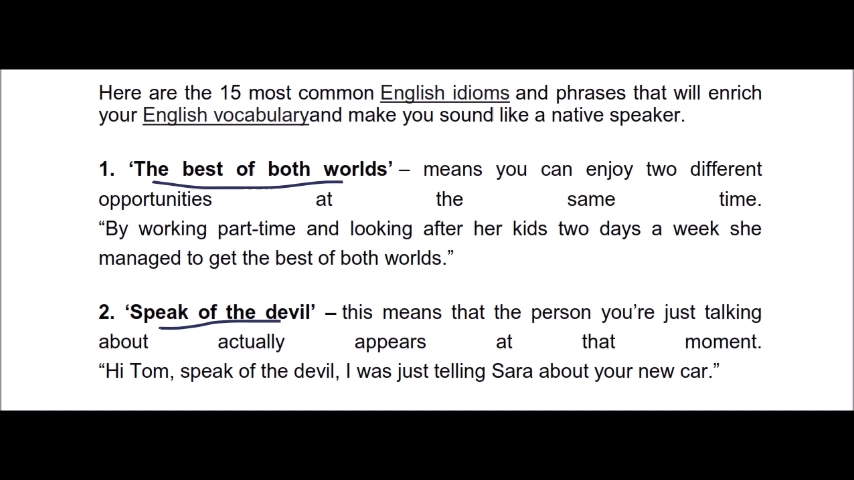 Here are the 15 most common English idioms and phrases that will enrich
your English vocabularyand make you sound like a native speaker.
1. ‘The best of both worlds’ – means you can enjoy two different
opportunities at the same time.
“By working part-time and looking after her kids two days a week she
managed to get the best of both worlds.”
2. ‘Speak of the devil’ – this means that the person you’re just talking
about actually appears at that moment.
“Hi Tom, speak of the devil, I was just telling Sara about your new car.”